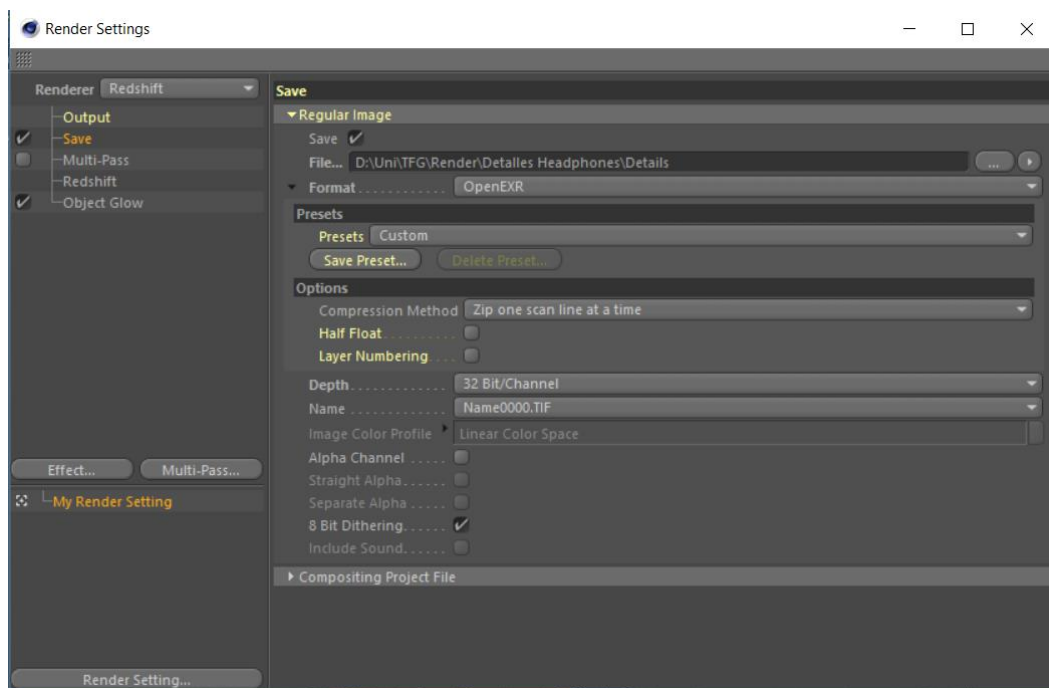 Render Settings
Renderer Redshift
Output
Save
Multi-Pass
Redshift
Object Glow
Effect... Multi-Pass...
My Render Setting
Render Setting...
Save
Regular Image
Save
File... D:\Uni\TFG\Render\Detalles Headphones\Details ...
Format OpenEXR
Presets
Presets Custom
Save Preset... Delete Preset...
Options
Compression Method Zip one scan line at a time
Half Float
Layer Numbering
Depth 32 Bit/Channel
Name Name0000.TIF
Image Color Profile Linear Color Space
Alpha Channel
Straight Alpha
Separate Alpha
8 Bit Dithering
Include Sound
Compositing Project File